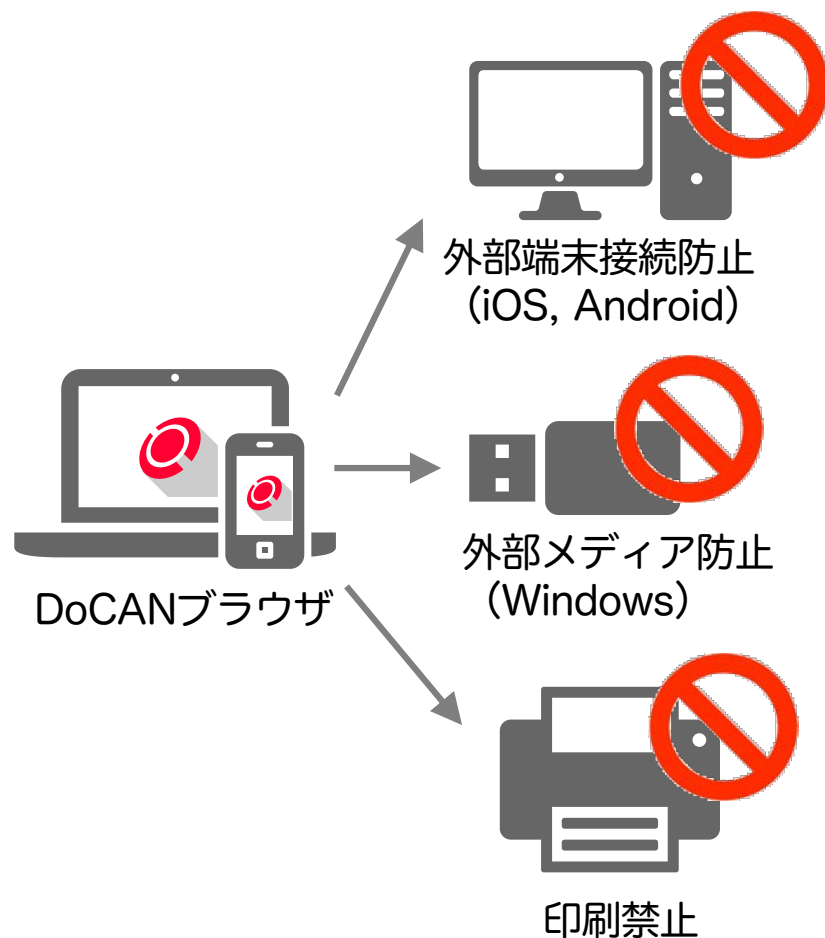 外部端末接続防止
（iOS, Android）
外部メディア防止
（Windows）
DoCANブラウザ
印刷禁止